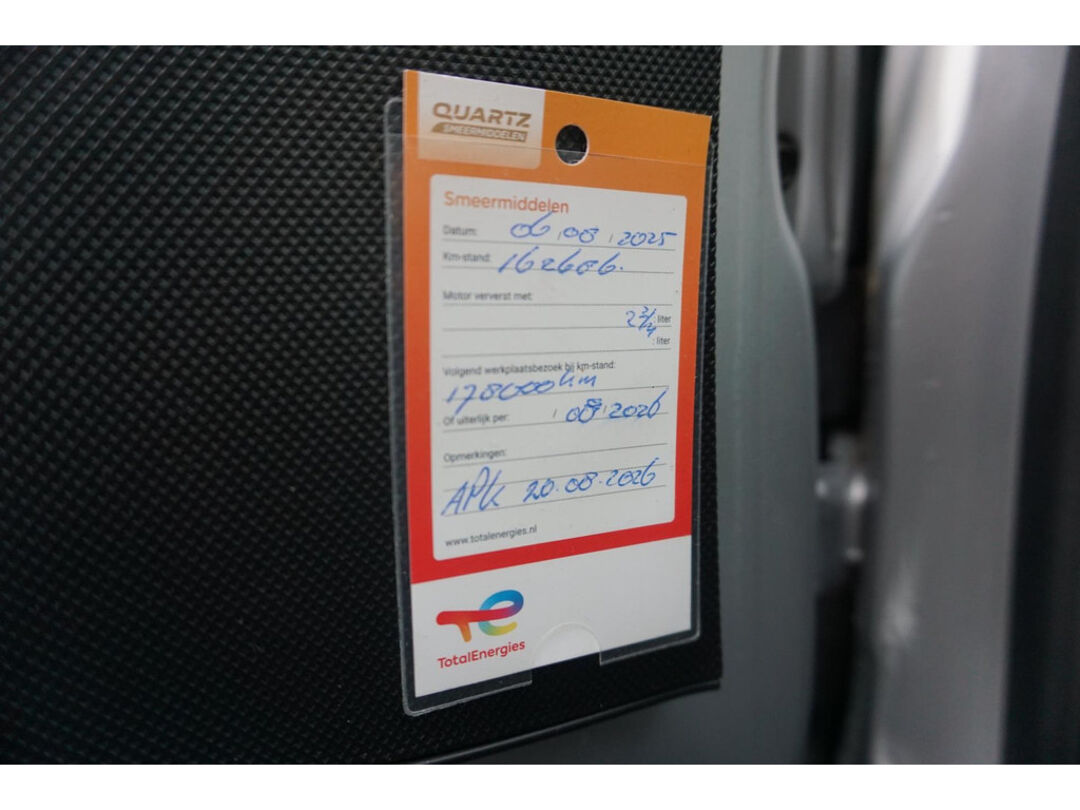 QUARTZ
SMEERMIDDELEN
Smeermiddelen
Datum: 06 / 08 / 2025
Km-stand: 162686.
Motor ververst met:
2 3/4 : liter
: liter
Volgend werkplaatsbezoek bij km-stand:
178000 km
Of uiterlijk per: / 08 / 2026
Opmerkingen:
APK 20.08.2026
www.totalenergies.nl
TotalEnergies